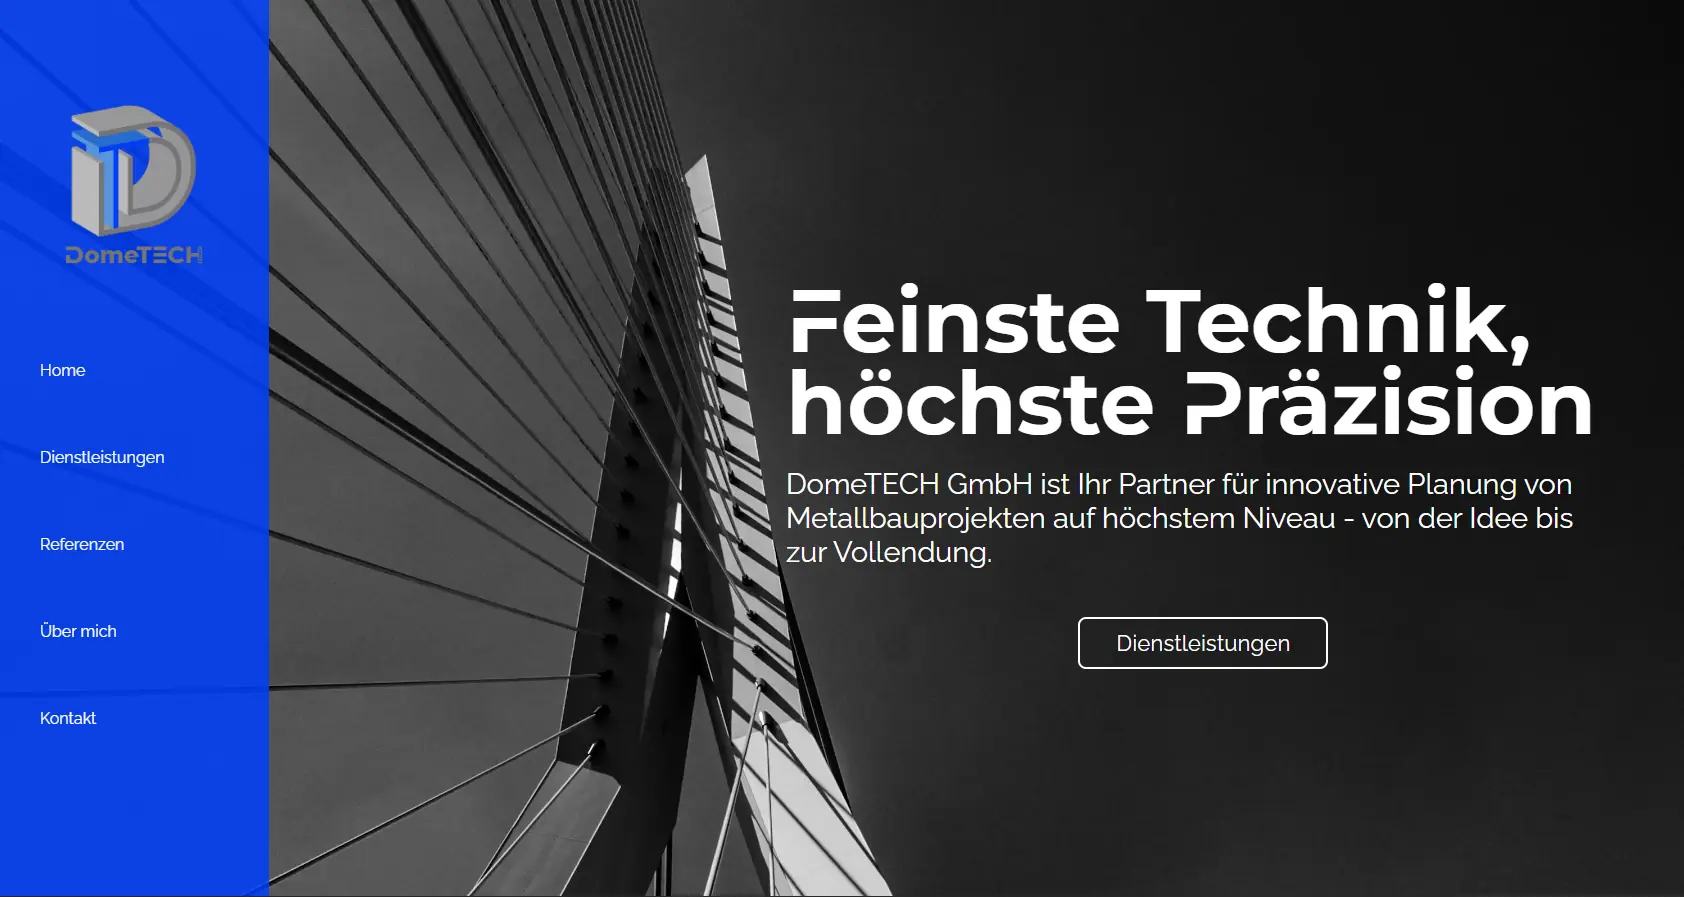 DomeTECH
Home
Dienstleistungen
Referenzen
Über mich
Kontakt
Feinste Technik,
höchste Präzision
DomeTECH GmbH ist Ihr Partner für innovative Planung von
Metallbauprojekten auf höchstem Niveau - von der Idee bis
zur Vollendung.
Dienstleistungen